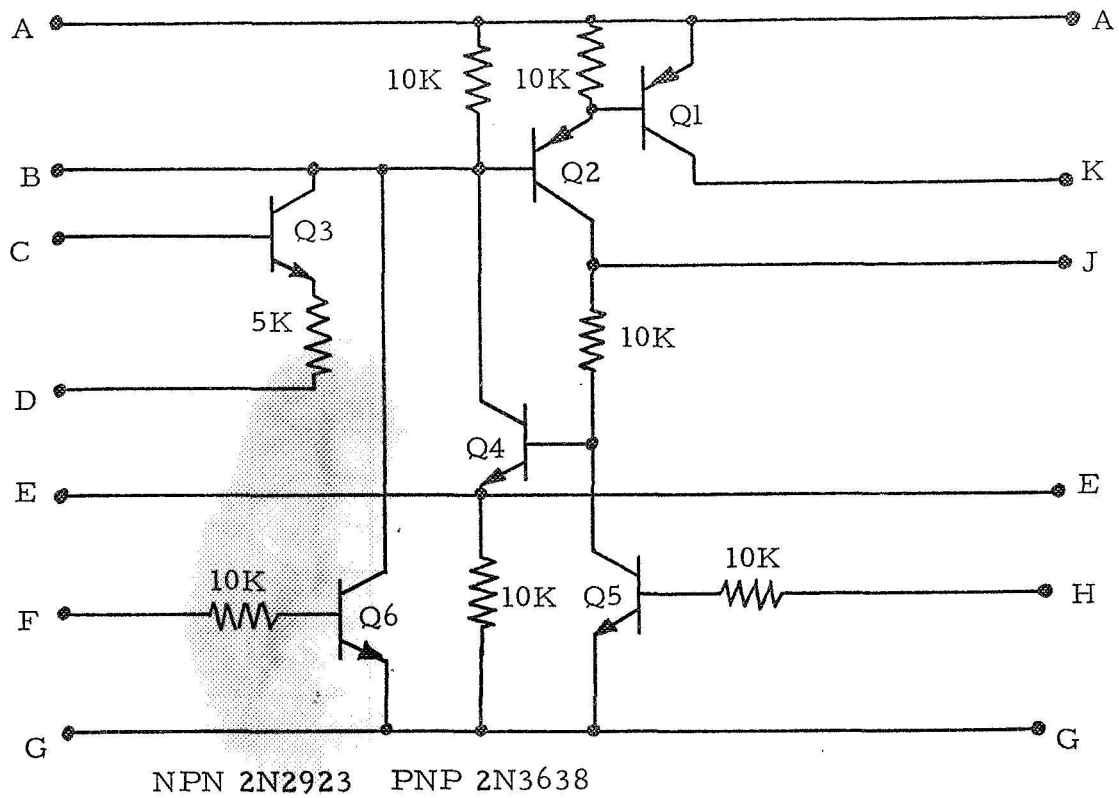 A A
10K 10K
Q1
B Q2 K
C Q3
J
5K 10K
D
Q4
E E
10K 10K
F Q6 10K Q5 H
G G
NPN 2N2923 PNP 2N3638